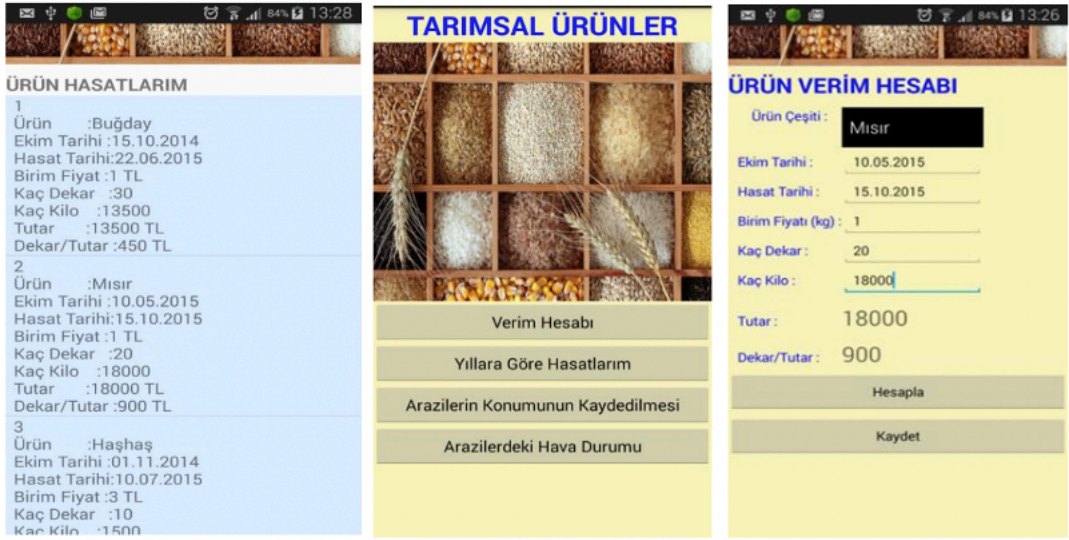 13:28
84%
ÜRÜN HASATLARIM
1
Ürün :Buğday
Ekim Tarihi :15.10.2014
Hasat Tarihi:22.06.2015
Birim Fiyat :1 TL
Kaç Dekar :30
Kaç Kilo :13500
Tutar :13500 TL
Dekar/Tutar :450 TL
2
Ürün :Mısır
Ekim Tarihi :10.05.2015
Hasat Tarihi:15.10.2015
Birim Fiyat :1 TL
Kaç Dekar :20
Kaç Kilo :18000
Tutar :18000 TL
Dekar/Tutar :900 TL
3
Ürün :Haşhaş
Ekim Tarihi :01.11.2014
Hasat Tarihi:10.07.2015
Birim Fiyat :3 TL
Kaç Dekar :10
Kaç Kilo :1500
TARIMSAL ÜRÜNLER
Verim Hesabı
Yıllara Göre Hasatlarım
Arazilerin Konumunun Kaydedilmesi
Arazilerdeki Hava Durumu
84% 13:26
ÜRÜN VERİM HESABI
Ürün Çeşiti : Mısır
Ekim Tarihi : 10.05.2015
Hasat Tarihi : 15.10.2015
Birim Fiyatı (kg) : 1
Kaç Dekar : 20
Kaç Kilo : 18000
Tutar : 18000
Dekar/Tutar : 900
Hesapla
Kaydet